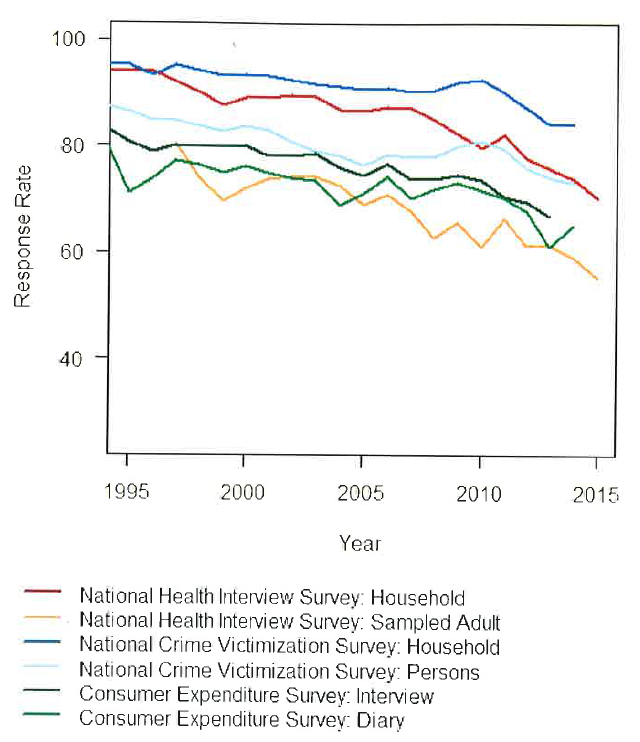 100
80
60
40
Response Rate
1995 2000 2005 2010 2015
Year
National Health Interview Survey: Household
National Health Interview Survey: Sampled Adult
National Crime Victimization Survey: Household
National Crime Victimization Survey: Persons
Consumer Expenditure Survey: Interview
Consumer Expenditure Survey: Diary